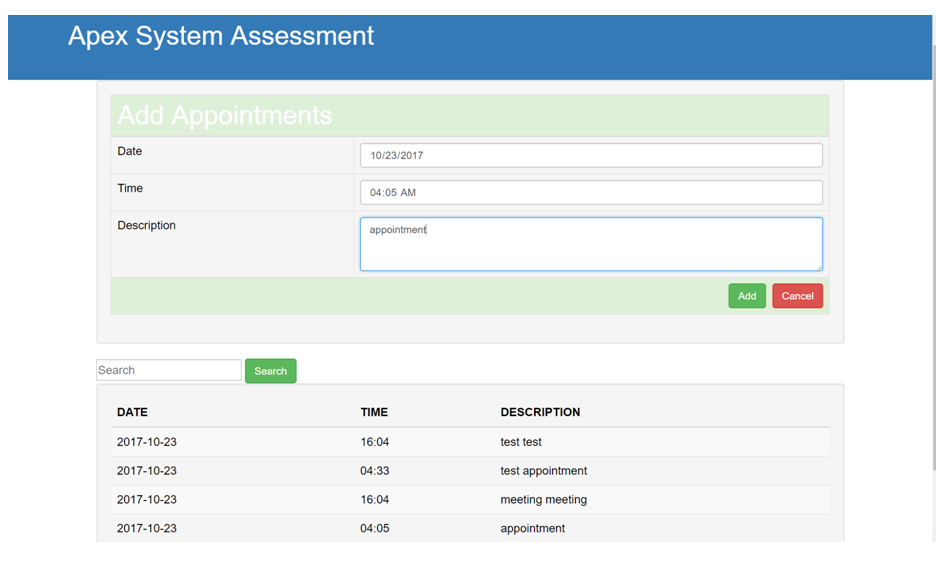 Apex System Assessment
Add Appointments
Date 10/23/2017
Time 04:05 AM
Description appointment
Add Cancel
Search Search
DATE TIME DESCRIPTION
2017-10-23 16:04 test test
2017-10-23 04:33 test appointment
2017-10-23 16:04 meeting meeting
2017-10-23 04:05 appointment